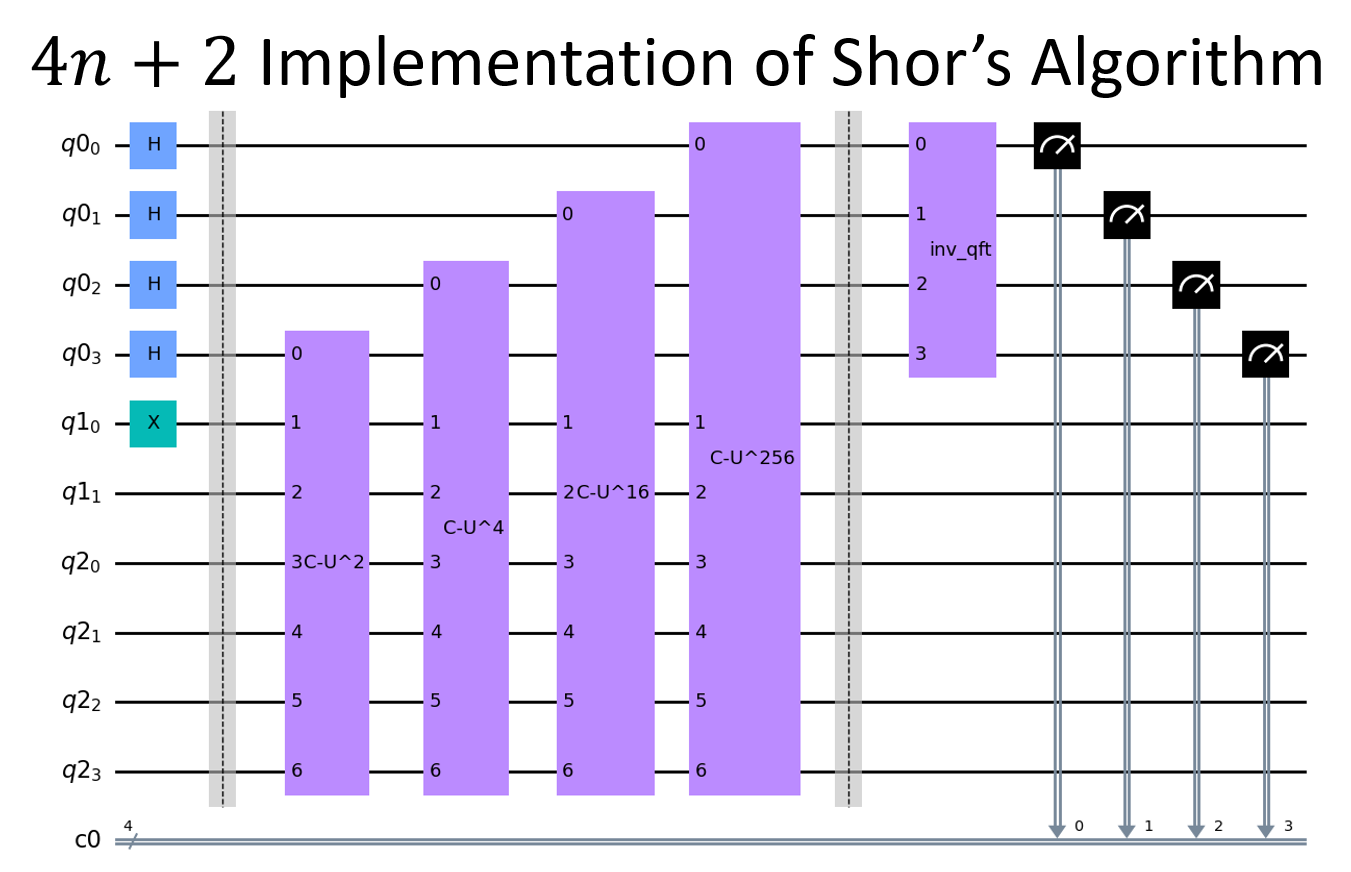 4n + 2 Implementation of Shor’s Algorithm
q0₀ H 0 0
q0₁ H 0 1
inv_qft
q0₂ H 0 2
q0₃ H 0 3
q1₀ X 1 1 1 1
C-U^256
q1₁ 2 2 2 C-U^16 2
C-U^4
q2₀ 3 C-U^2 3 3 3
q2₁ 4 4 4 4
q2₂ 5 5 5 5
q2₃ 6 6 6 6
c0 4 0 1 2 3